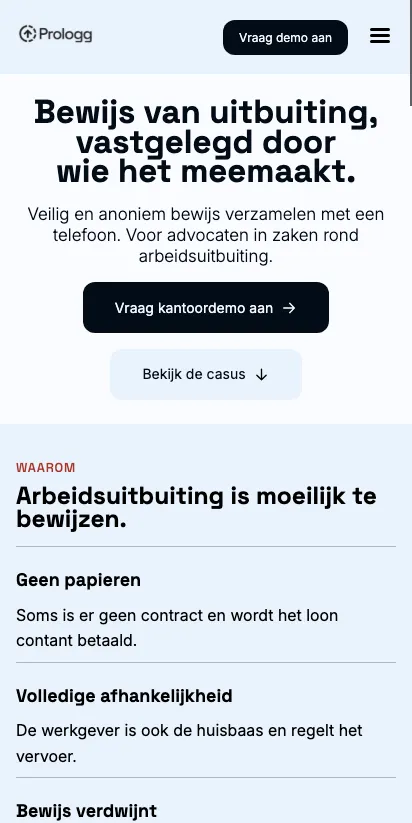 Prologg
Vraag demo aan
Bewijs van uitbuiting,
vastgelegd door
wie het meemaakt.
Veilig en anoniem bewijs verzamelen met een
telefoon. Voor advocaten in zaken rond
arbeidsuitbuiting.
Vraag kantoordemo aan →
Bekijk de casus ↓
WAAROM
Arbeidsuitbuiting is moeilijk te
bewijzen.
Geen papieren
Soms is er geen contract en wordt het loon
contant betaald.
Volledige afhankelijkheid
De werkgever is ook de huisbaas en regelt het
vervoer.
Bewijs verdwijnt